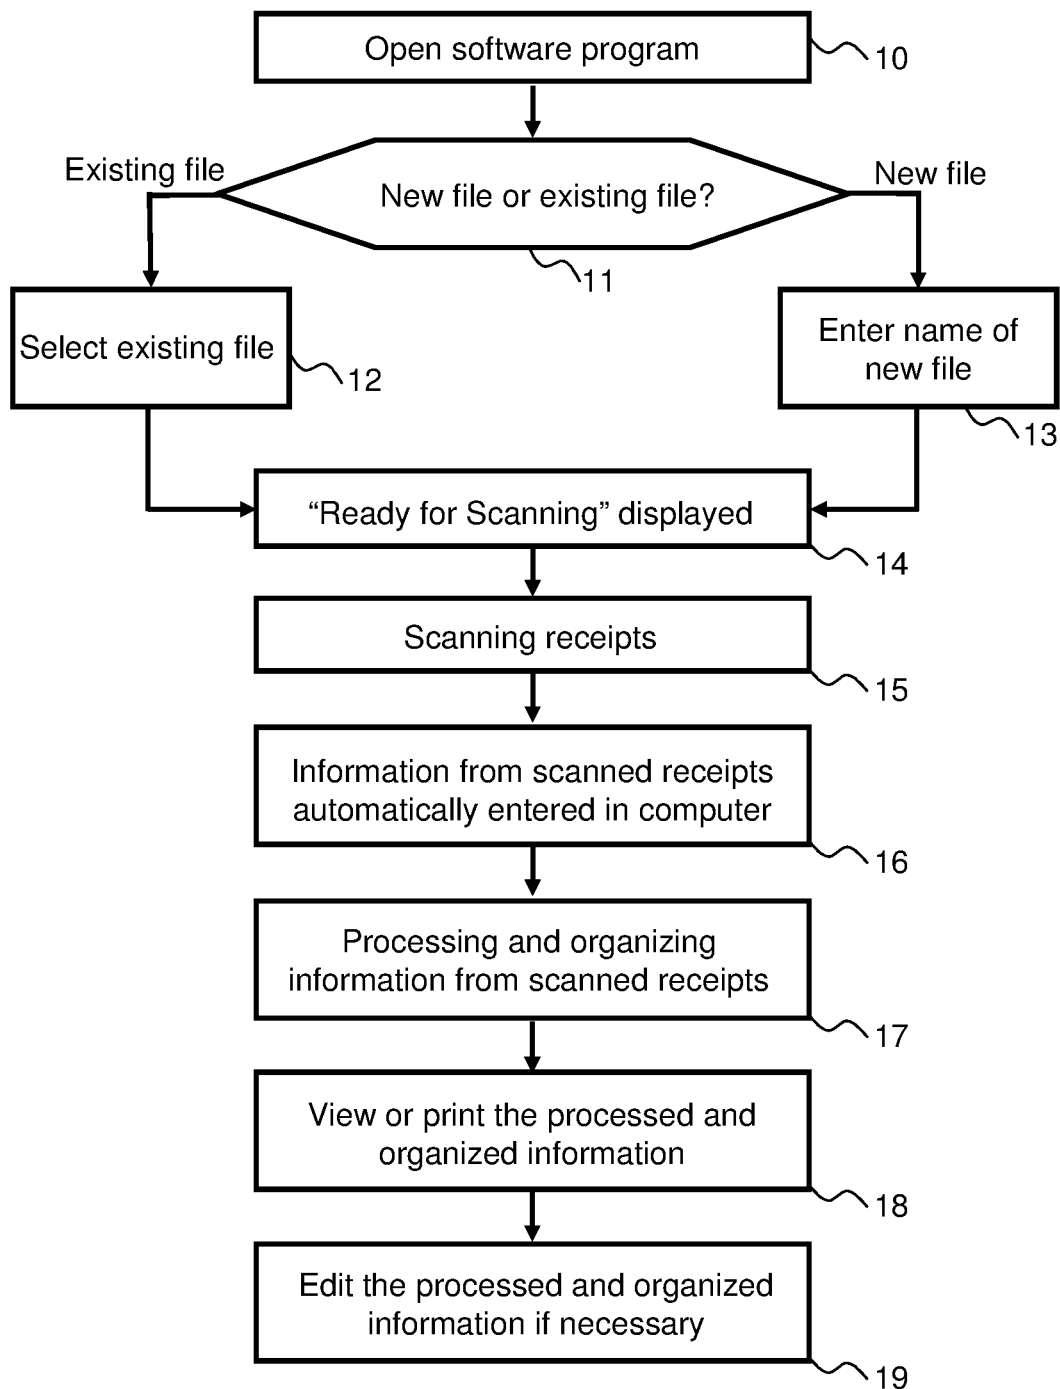 Open software program
10
Existing file
New file or existing file?
New file
11
Select existing file
12
Enter name of
new file
13
“Ready for Scanning” displayed
14
Scanning receipts
15
Information from scanned receipts
automatically entered in computer
16
Processing and organizing
information from scanned receipts
17
View or print the processed and
organized information
18
Edit the processed and organized
information if necessary
19